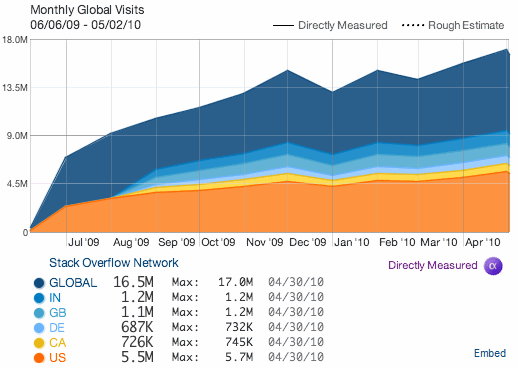 Monthly Global Visits
06/06/09 - 05/02/10
Directly Measured
Rough Estimate
18.0M
13.5M
9.0M
4.5M
0
Jul '09 Aug '09 Sep '09 Oct '09 Nov '09 Dec '09 Jan '10 Feb '10 Mar '10 Apr '10
Stack Overflow Network
Directly Measured α
GLOBAL 16.5M Max: 17.0M 04/30/10
IN 1.2M Max: 1.2M 04/30/10
GB 1.1M Max: 1.2M 04/30/10
DE 687K Max: 732K 04/30/10
CA 726K Max: 745K 04/30/10
US 5.5M Max: 5.7M 04/30/10
Embed